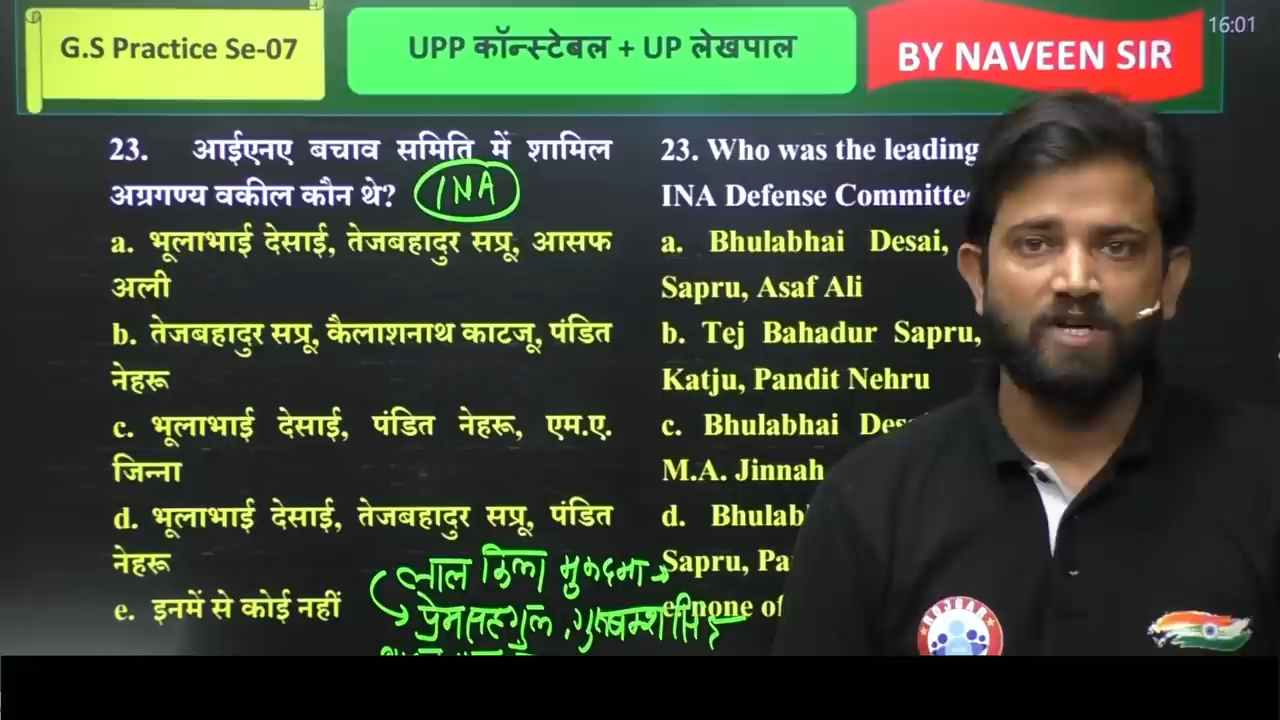 G.S Practice Se-07
UPP कॉन्स्टेबल + UP लेखपाल
BY NAVEEN SIR
16:01
23. आईएनए बचाव समिति में शामिल
अग्रगण्य वकील कौन थे?
INA
a. भूलाभाई देसाई, तेजबहादुर सप्रू, आसफ
अली
b. तेजबहादुर सप्रू, कैलाशनाथ काटजू, पंडित
नेहरू
c. भूलाभाई देसाई, पंडित नेहरू, एम.ए.
जिन्ना
d. भूलाभाई देसाई, तेजबहादुर सप्रू, पंडित
नेहरू
e. इनमें से कोई नहीं
23. Who was the leading
INA Defense Committe
a. Bhulabhai Desai,
Sapru, Asaf Ali
b. Tej Bahadur Sapru,
Katju, Pandit Nehru
c. Bhulabhai Des
M.A. Jinnah
d. Bhulab
Sapru, Pa
e. none of
लाल किला मुकदमा
प्रेम सहगुल, गुरुबख्श सिंह
ROJGAR